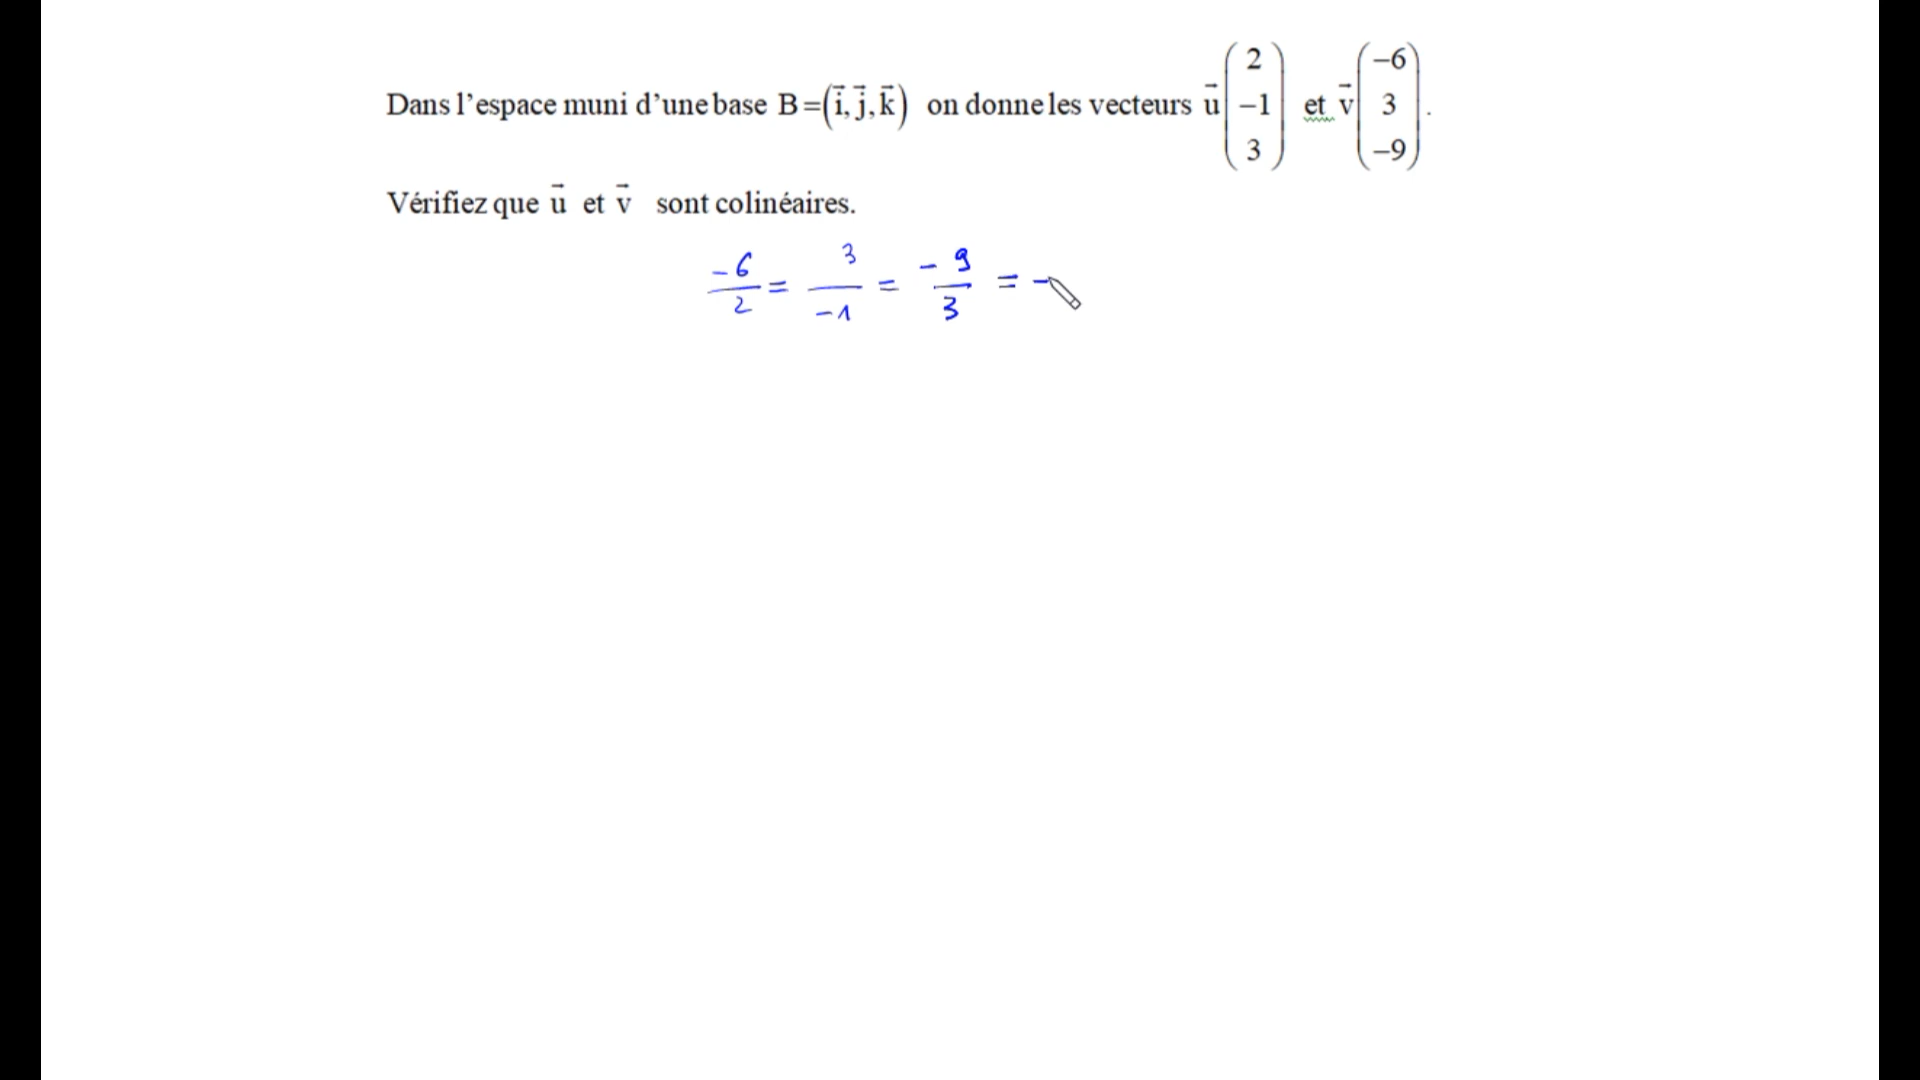 Dans l’espace muni d’une base B=(i⃗, j⃗, k⃗) on donne les vecteurs u⃗ (2 −1 3) et v⃗ (−6 3 −9).
Vérifiez que u⃗ et v⃗ sont colinéaires.
-6/2 = 3/-1 = -9/3 = -